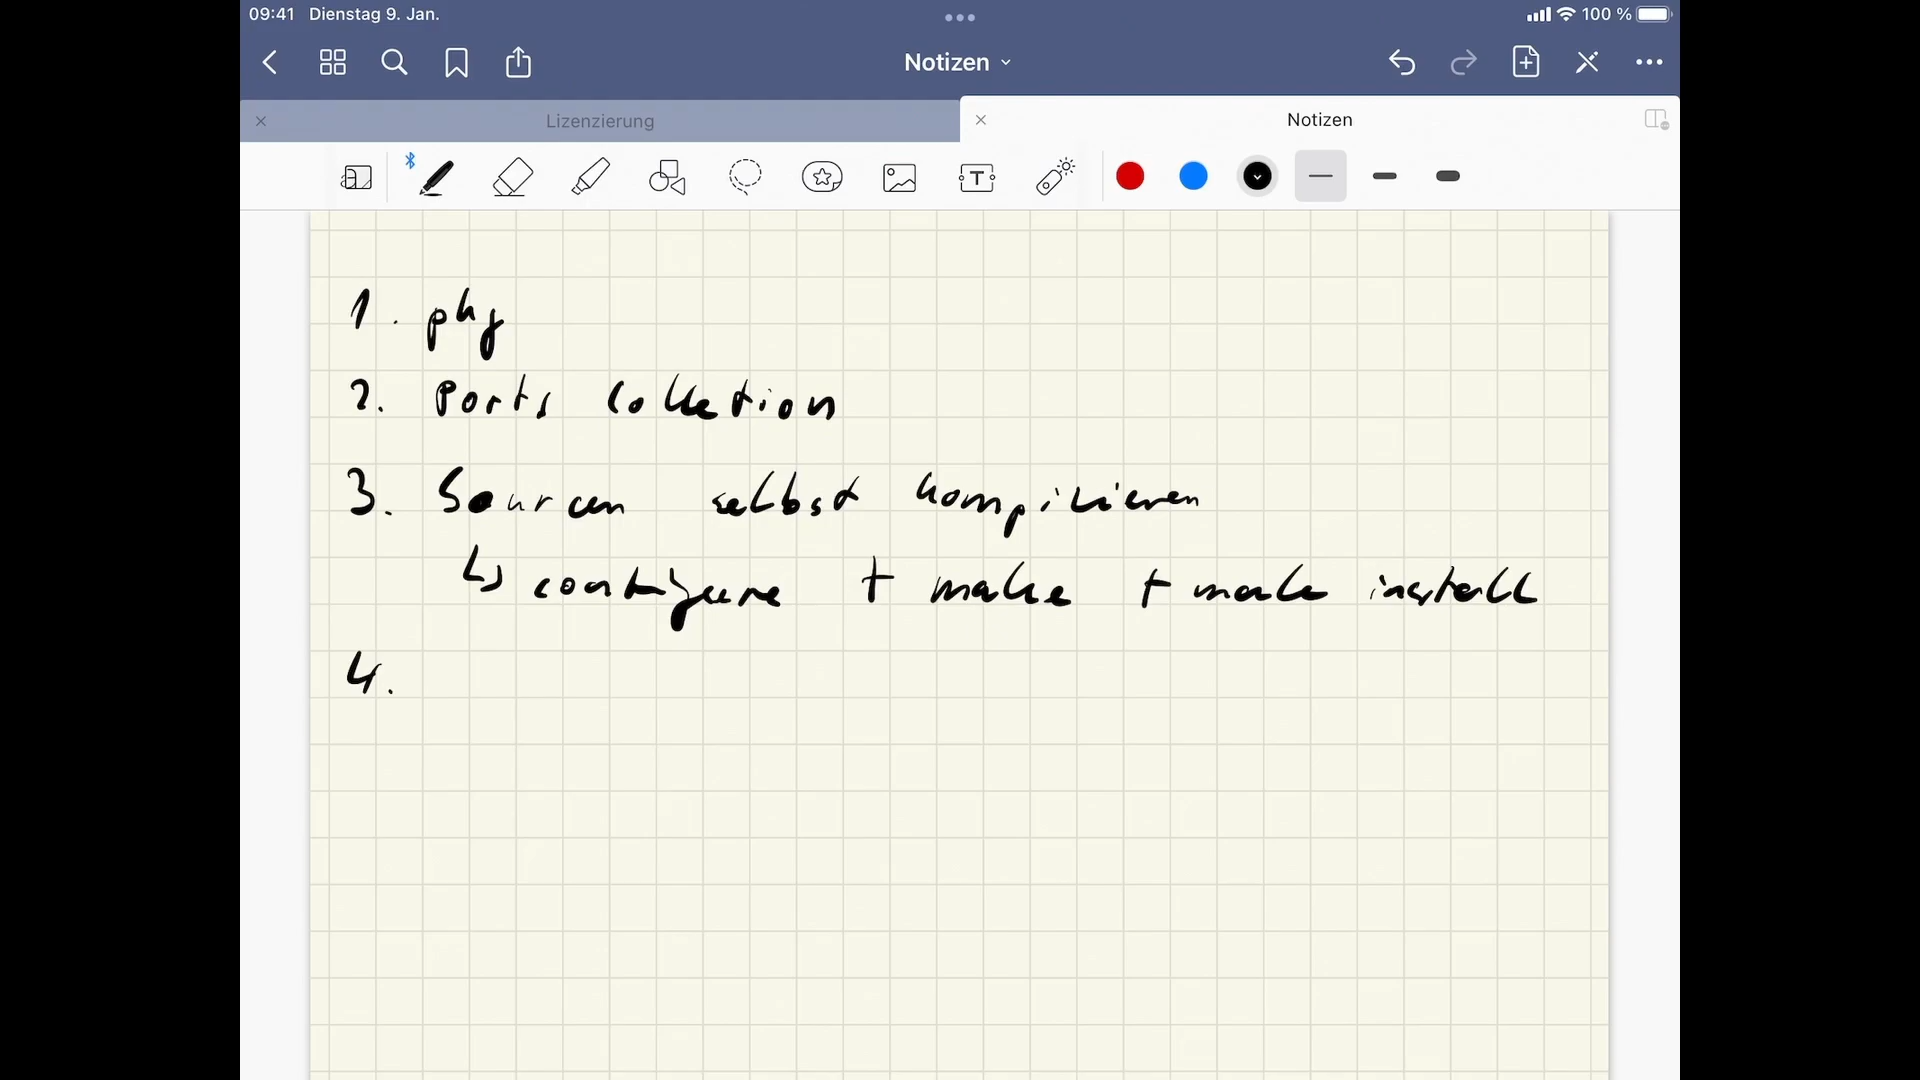 09:41 Dienstag 9. Jan.
100 %
Notizen
Lizenzierung
Notizen
T
1. pkg
2. Ports Collection
3. Sourcen selbst kompilieren
↳ configure + make + make install
4.